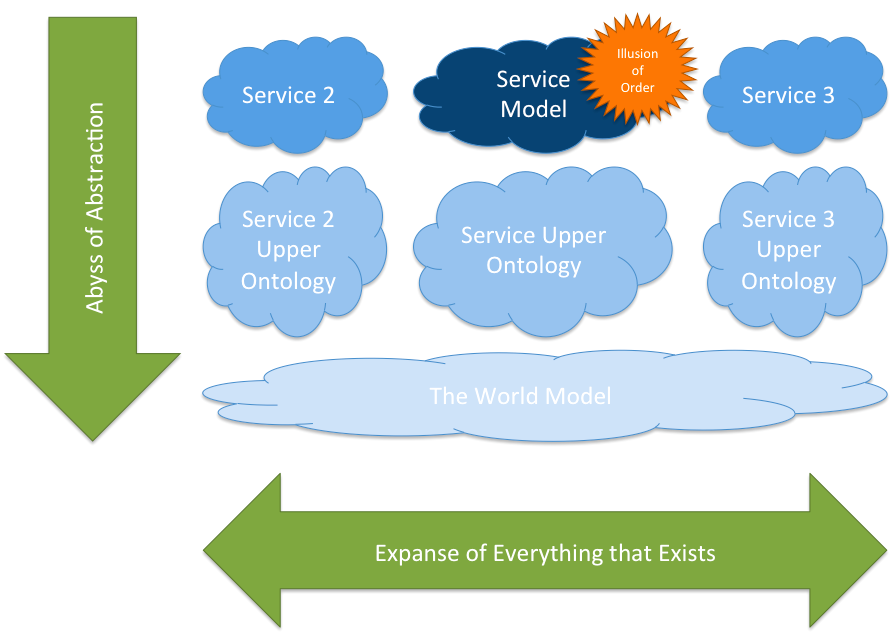 Abyss of Abstraction
Service 2
Service
Model
Illusion
of
Order
Service 3
Service 2
Upper
Ontology
Service Upper
Ontology
Service 3
Upper
Ontology
The World Model
Expanse of Everything that Exists